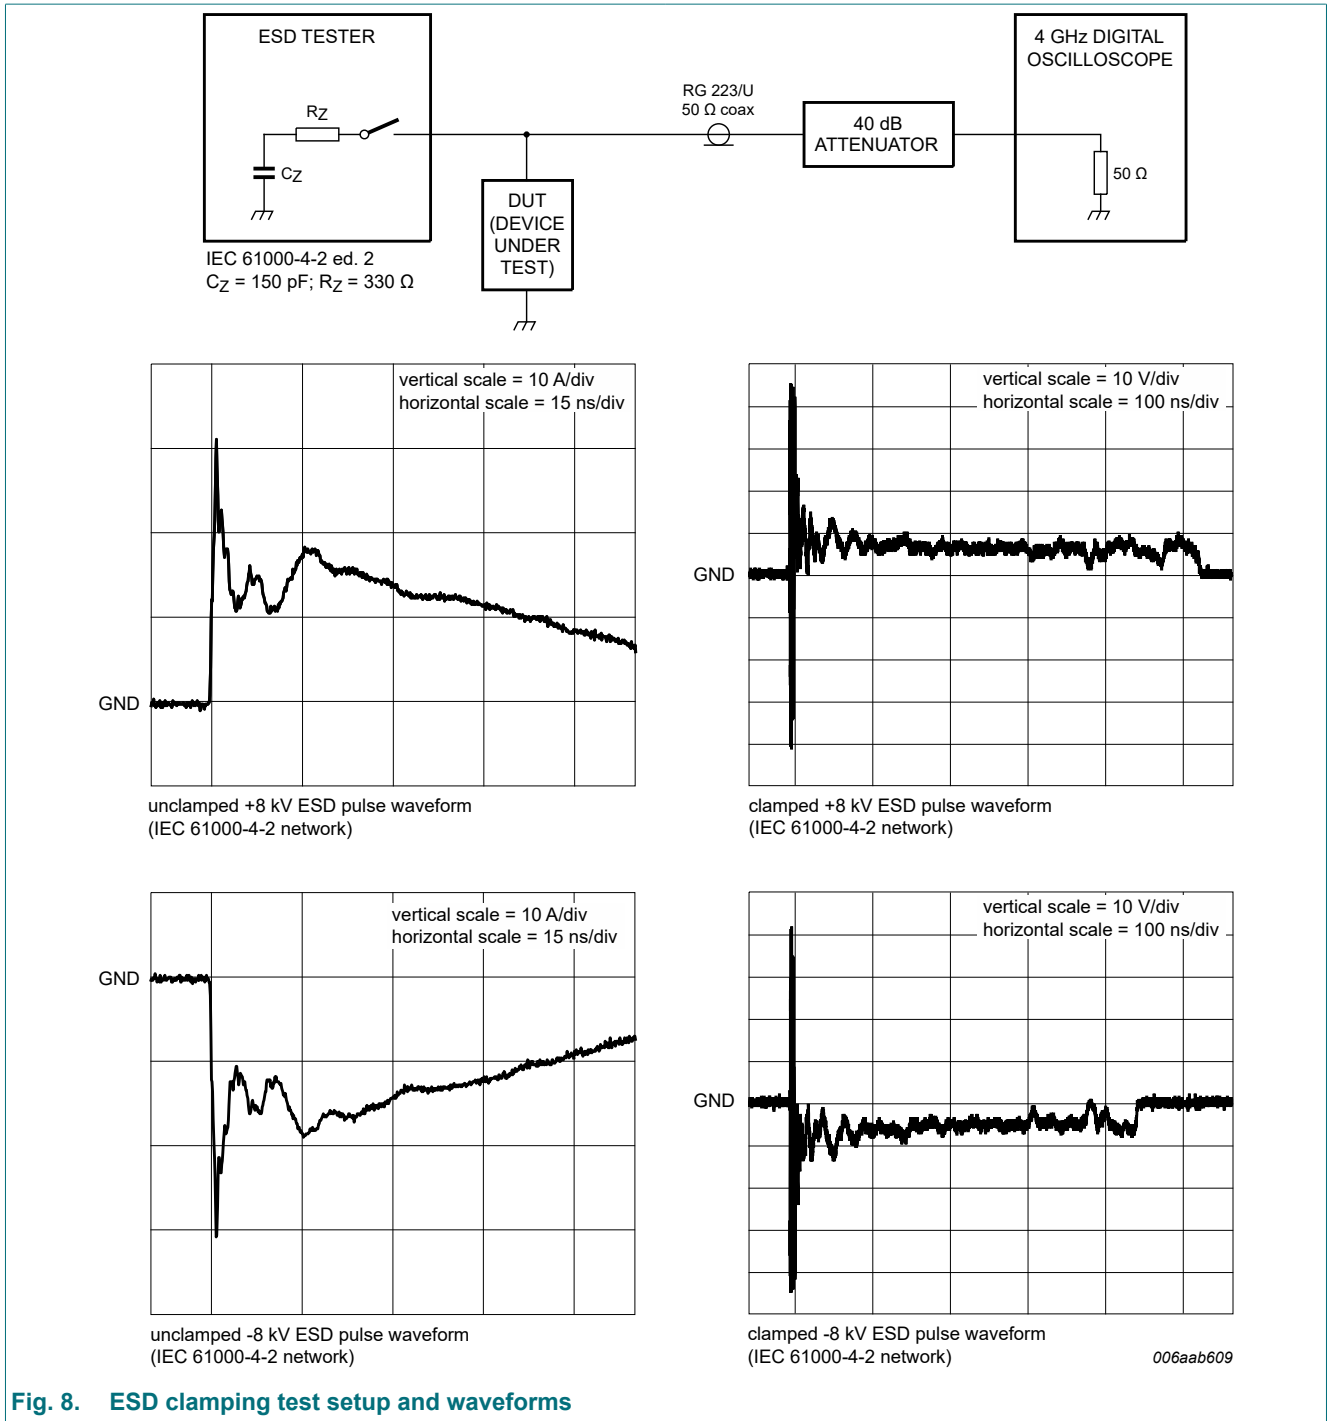 ESD TESTER
4 GHz DIGITAL
OSCILLOSCOPE
RG 223/U
50 Ω coax
RZ
40 dB
ATTENUATOR
CZ
50 Ω
DUT
(DEVICE
UNDER
TEST)
IEC 61000-4-2 ed. 2
CZ = 150 pF; RZ = 330 Ω
vertical scale = 10 A/div
horizontal scale = 15 ns/div
GND
unclamped +8 kV ESD pulse waveform
(IEC 61000-4-2 network)
vertical scale = 10 V/div
horizontal scale = 100 ns/div
GND
clamped +8 kV ESD pulse waveform
(IEC 61000-4-2 network)
vertical scale = 10 A/div
horizontal scale = 15 ns/div
GND
unclamped -8 kV ESD pulse waveform
(IEC 61000-4-2 network)
vertical scale = 10 V/div
horizontal scale = 100 ns/div
GND
clamped -8 kV ESD pulse waveform
(IEC 61000-4-2 network)
006aab609
Fig. 8. ESD clamping test setup and waveforms